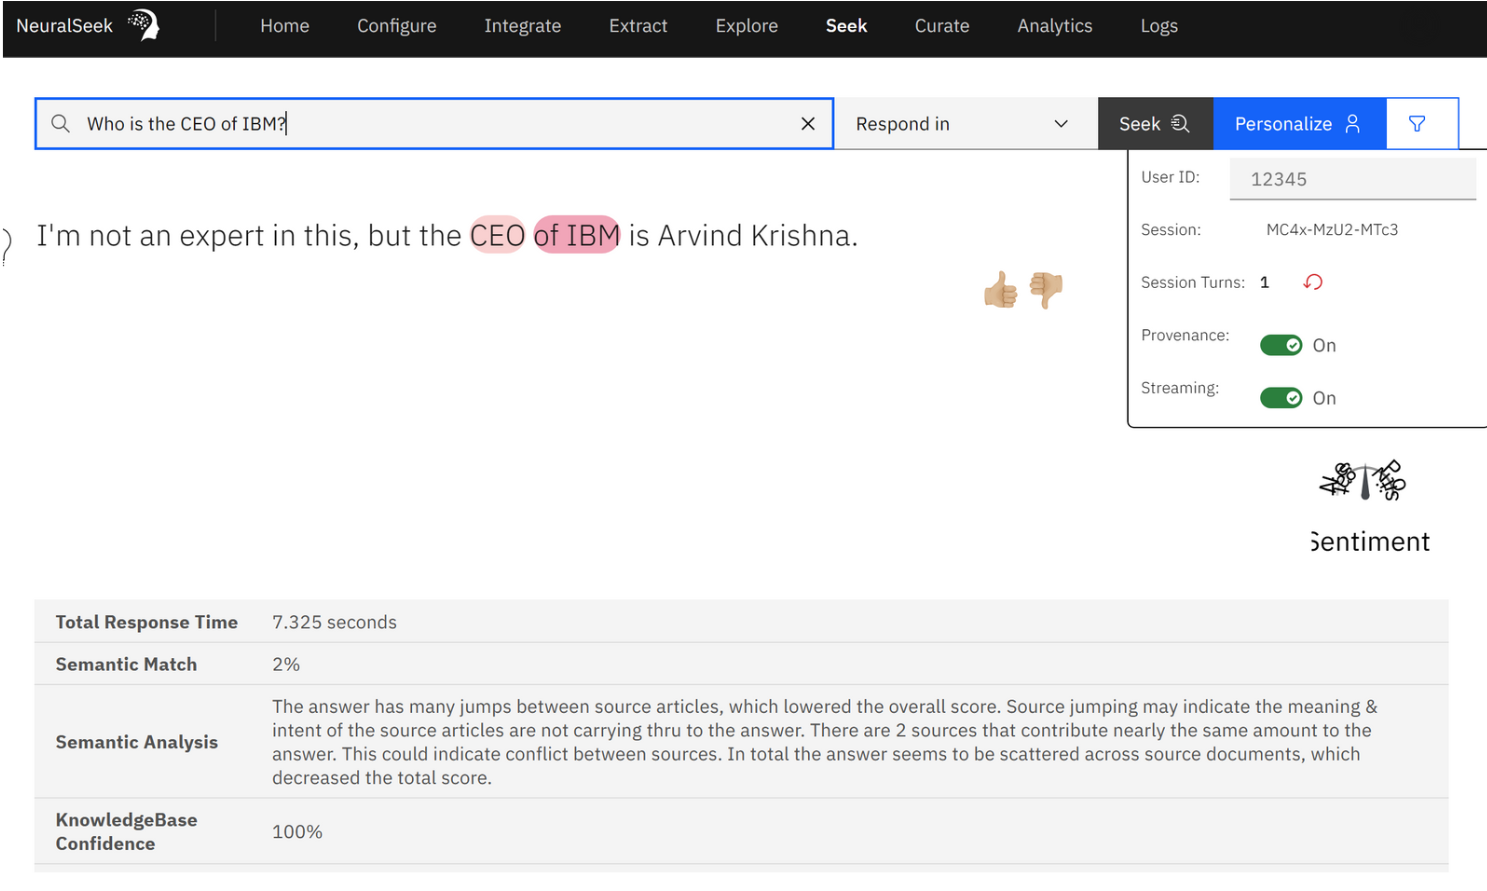 NeuralSeek
Home Configure Integrate Extract Explore Seek Curate Analytics Logs
Who is the CEO of IBM?
Respond in
Seek
Personalize
User ID: 12345
Session: MC4x-MzU2-MTc3
I'm not an expert in this, but the CEO of IBM is Arvind Krishna.
Session Turns: 1
Provenance: On
Streaming: On
Sentiment
Total Response Time 7.325 seconds
Semantic Match 2%
Semantic Analysis
The answer has many jumps between source articles, which lowered the overall score. Source jumping may indicate the meaning &
intent of the source articles are not carrying thru to the answer. There are 2 sources that contribute nearly the same amount to the
answer. This could indicate conflict between sources. In total the answer seems to be scattered across source documents, which
decreased the total score.
KnowledgeBase
Confidence
100%